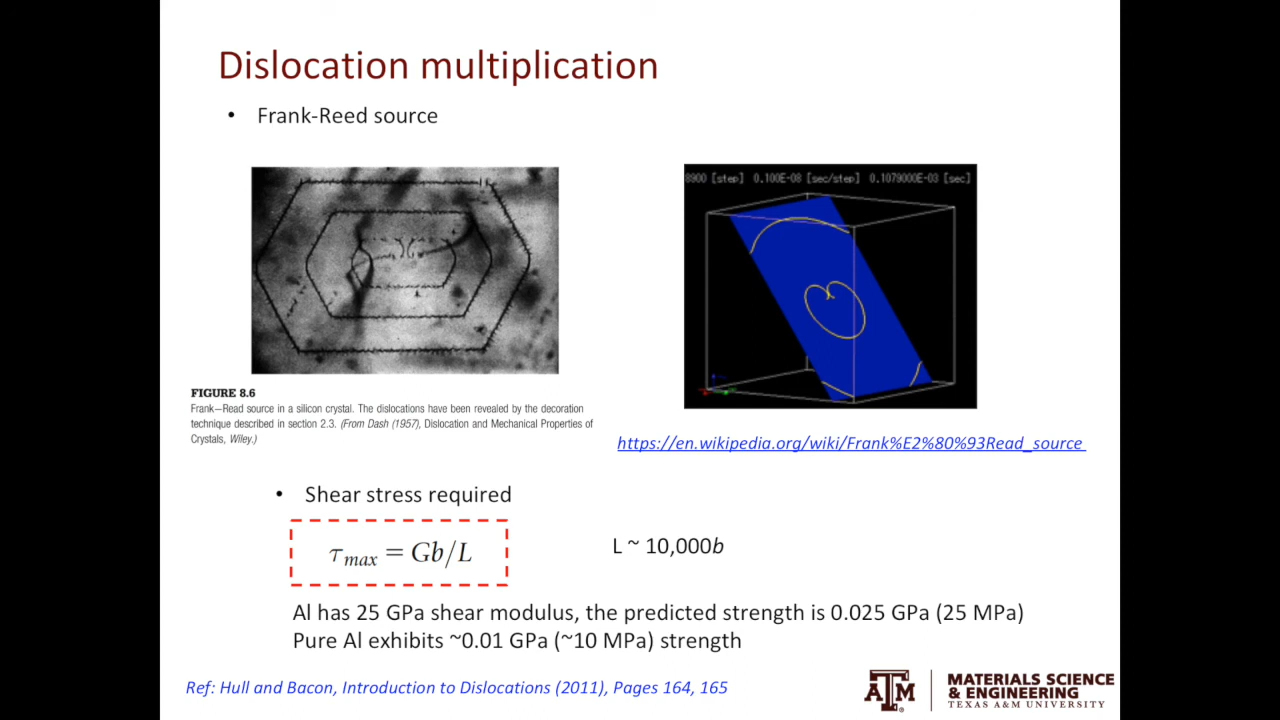 Dislocation multiplication
• Frank-Reed source
8900 [step] 0.100E-08 [sec/step] 0.1079000E-03 [sec]
FIGURE 8.6
Frank—Read source in a silicon crystal. The dislocations have been revealed by the decoration
technique described in section 2.3. (From Dash (1957), Dislocation and Mechanical Properties of
Crystals, Wiley.)
https://en.wikipedia.org/wiki/Frank%E2%80%93Read_source
• Shear stress required
τmax = Gb/L
L ~ 10,000b
Al has 25 GPa shear modulus, the predicted strength is 0.025 GPa (25 MPa)
Pure Al exhibits ~0.01 GPa (~10 MPa) strength
Ref: Hull and Bacon, Introduction to Dislocations (2011), Pages 164, 165
ATM
MATERIALS SCIENCE
& ENGINEERING
TEXAS A&M UNIVERSITY